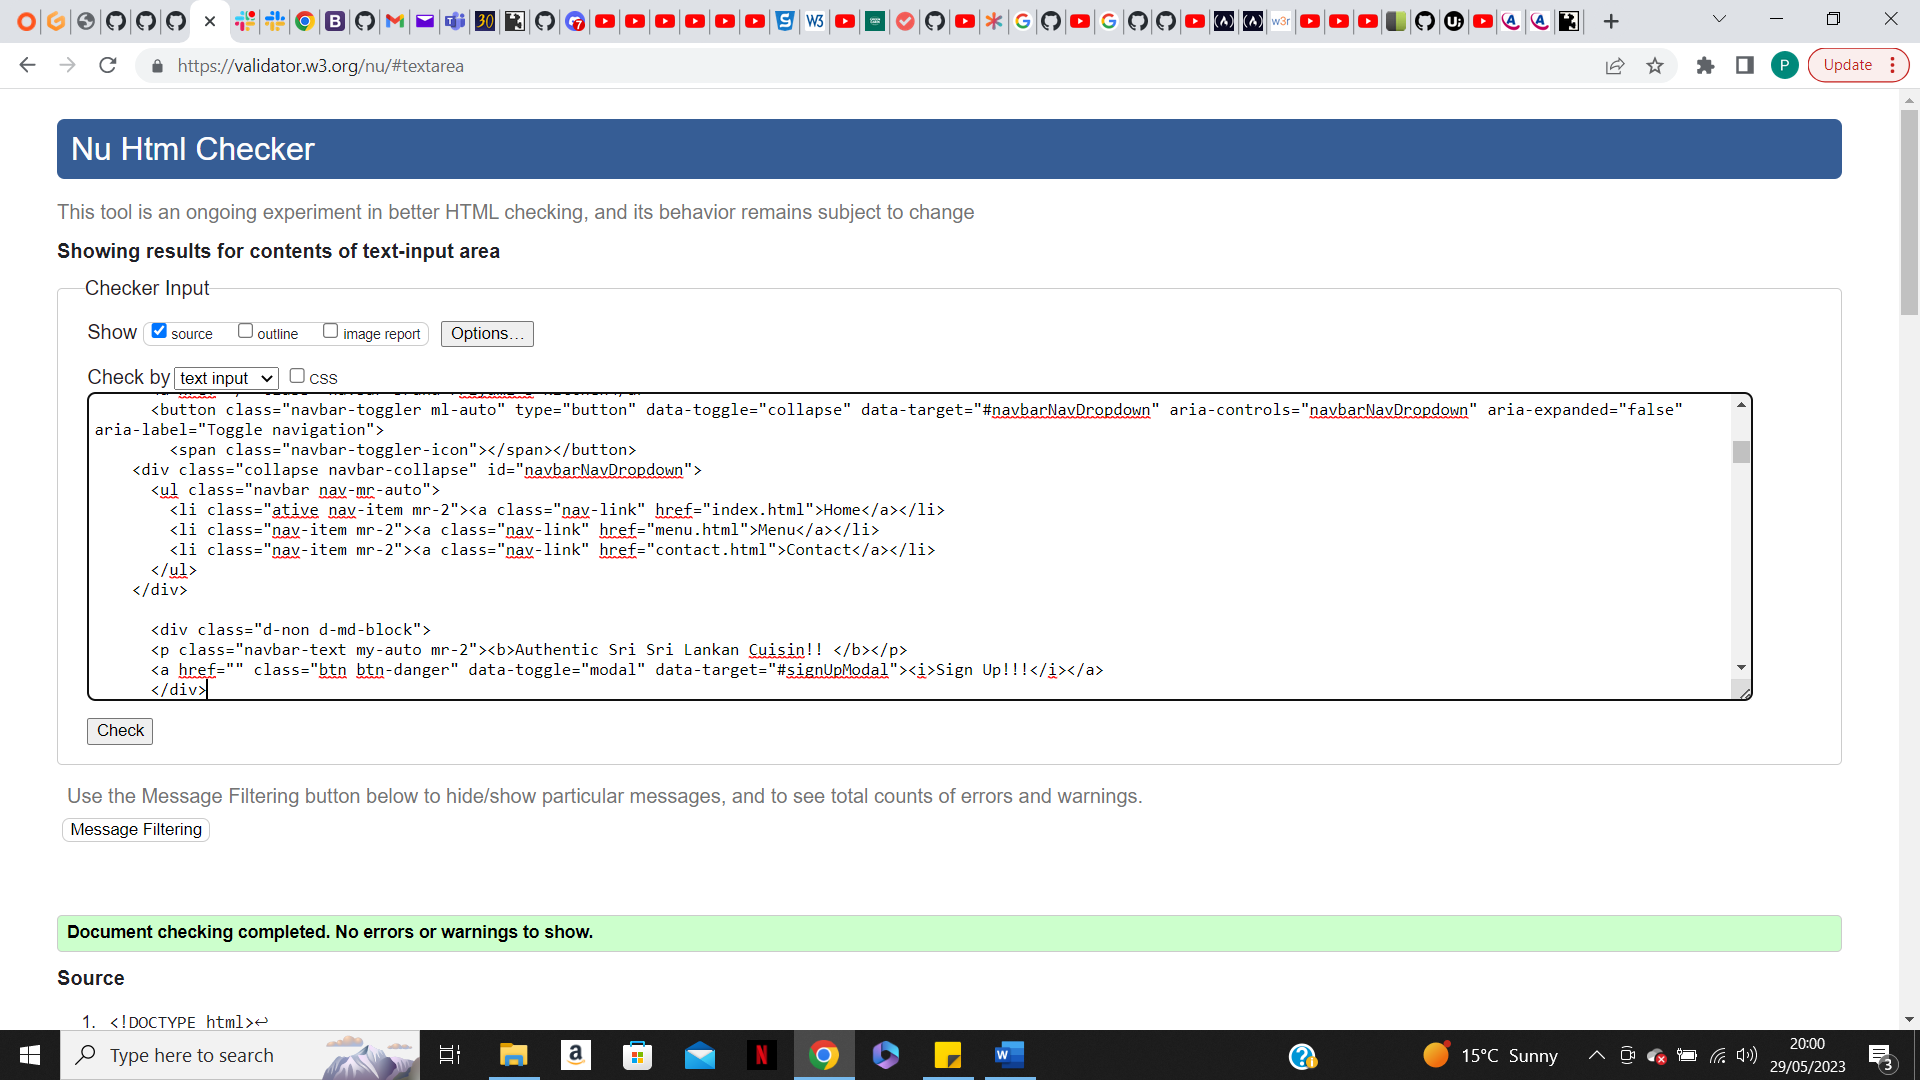 https://validator.w3.org/nu/#textarea
P
Update
Nu Html Checker
This tool is an ongoing experiment in better HTML checking, and its behavior remains subject to change
Showing results for contents of text-input area
Checker Input
Show source outline image report Options…
Check by text input CSS
<button class="navbar-toggler ml-auto" type="button" data-toggle="collapse" data-target="#navbarNavDropdown" aria-controls="navbarNavDropdown" aria-expanded="false"
aria-label="Toggle navigation">
<span class="navbar-toggler-icon"></span></button>
<div class="collapse navbar-collapse" id="navbarNavDropdown">
<ul class="navbar nav-mr-auto">
<li class="ative nav-item mr-2"><a class="nav-link" href="index.html">Home</a></li>
<li class="nav-item mr-2"><a class="nav-link" href="menu.html">Menu</a></li>
<li class="nav-item mr-2"><a class="nav-link" href="contact.html">Contact</a></li>
</ul>
</div>
<div class="d-non d-md-block">
<p class="navbar-text my-auto mr-2"><b>Authentic Sri Sri Lankan Cuisin!! </b></p>
<a href="" class="btn btn-danger" data-toggle="modal" data-target="#signUpModal"><i>Sign Up!!!</i></a>
</div>
Check
Use the Message Filtering button below to hide/show particular messages, and to see total counts of errors and warnings.
Message Filtering
Document checking completed. No errors or warnings to show.
Source
1. <!DOCTYPE html>↩
Type here to search
15°C Sunny
20:00
29/05/2023
3